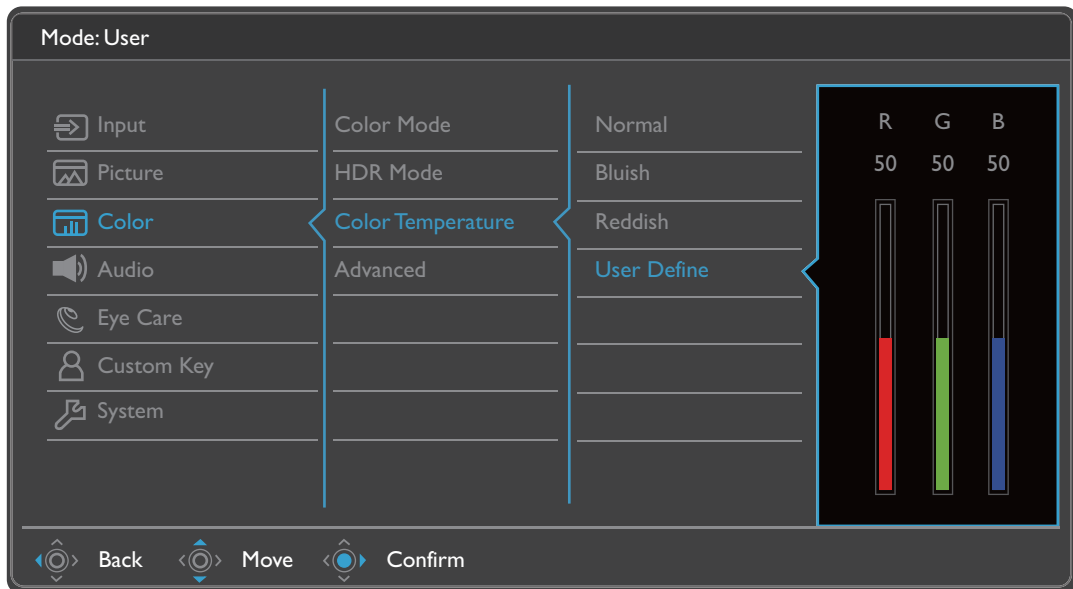 Mode: User
Input
Picture
Color
Audio
Eye Care
Custom Key
System
Color Mode
HDR Mode
Color Temperature
Advanced
Normal
Bluish
Reddish
User Define
R G B
50 50 50
Back Move Confirm